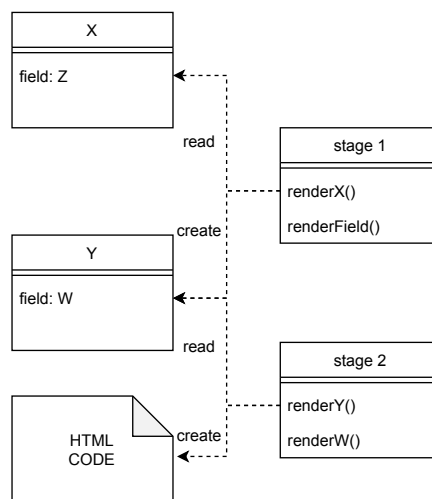 X
field: Z
read
stage 1
renderX()
renderField()
create
Y
field: W
read
stage 2
renderY()
renderW()
create
HTML
CODE